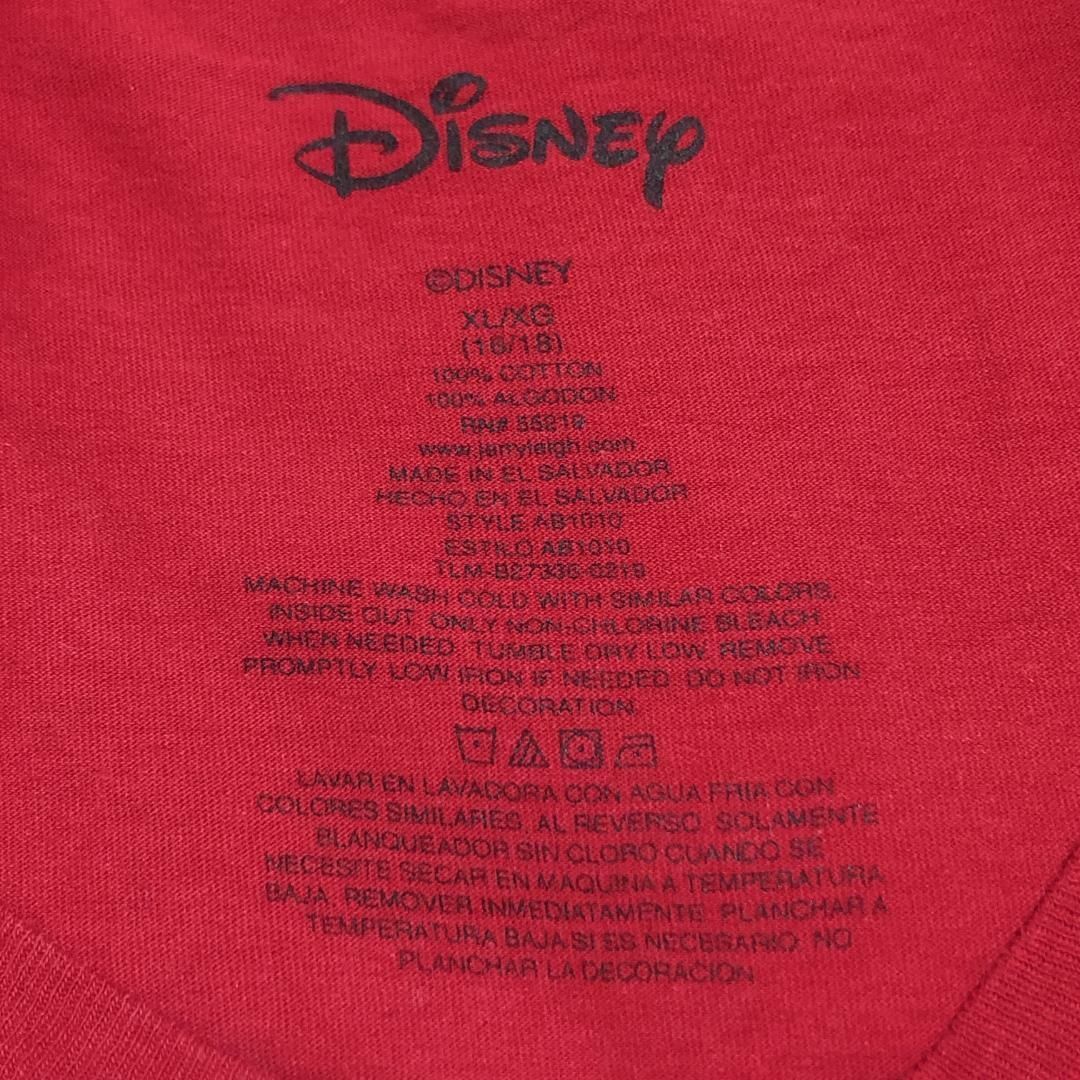 Disney
©DISNEY
XL/XG
(16/18)
100% COTTON
100% ALGODON
RN# 55219
www.jerryleigh.com
MADE IN EL SALVADOR
HECHO EN EL SALVADOR
STYLE AB1010
ESTILO AB1010
TLM-B27336-0219
MACHINE WASH COLD WITH SIMILAR COLORS,
INSIDE OUT. ONLY NON-CHLORINE BLEACH
WHEN NEEDED. TUMBLE DRY LOW. REMOVE
PROMPTLY. LOW IRON IF NEEDED. DO NOT IRON
DECORATION.
LAVAR EN LAVADORA CON AGUA FRIA CON
COLORES SIMILARES, AL REVERSO. SOLAMENTE
BLANQUEADOR SIN CLORO CUANDO SE
NECESITE SECAR EN MAQUINA A TEMPERATURA
BAJA. REMOVER INMEDIATAMENTE. PLANCHAR A
TEMPERATURA BAJA SI ES NECESARIO. NO
PLANCHAR LA DECORACION.